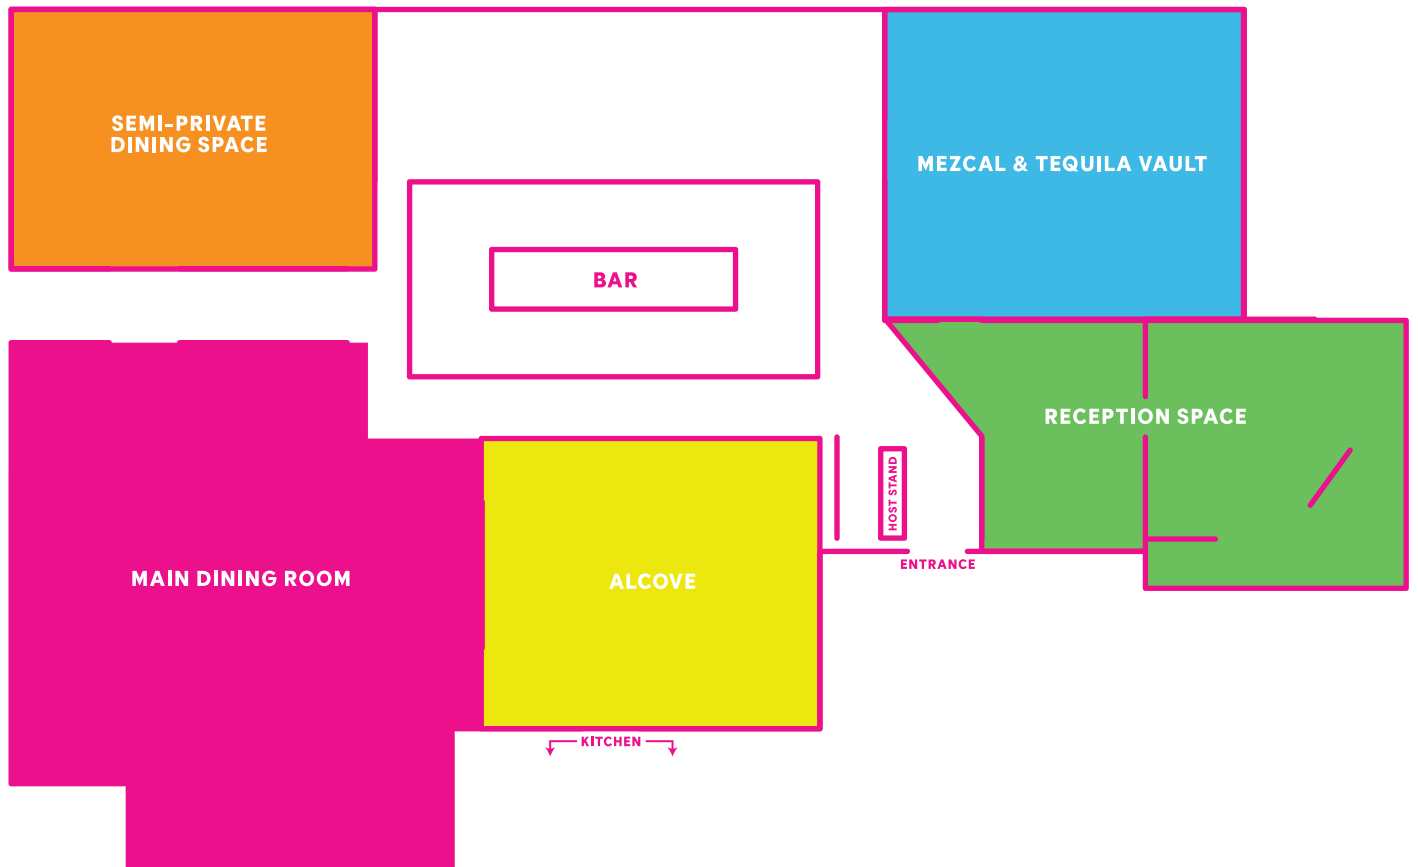 SEMI-PRIVATE
DINING SPACE
MEZCAL & TEQUILA VAULT
BAR
RECEPTION SPACE
HOST STAND
ENTRANCE
MAIN DINING ROOM
ALCOVE
KITCHEN